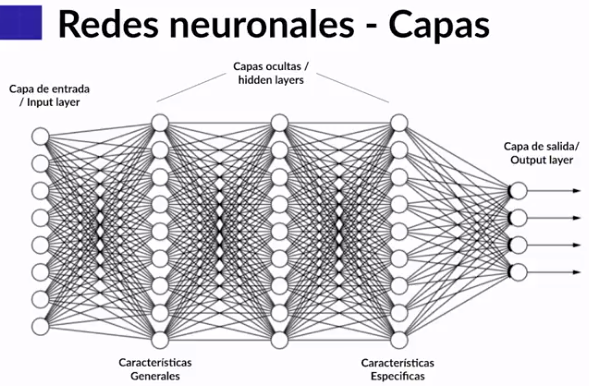 Redes neuronales - Capas
Capas ocultas /
hidden layers
Capa de entrada
/ Input layer
Capa de salida/
Output layer
Características
Generales
Características
Especificas